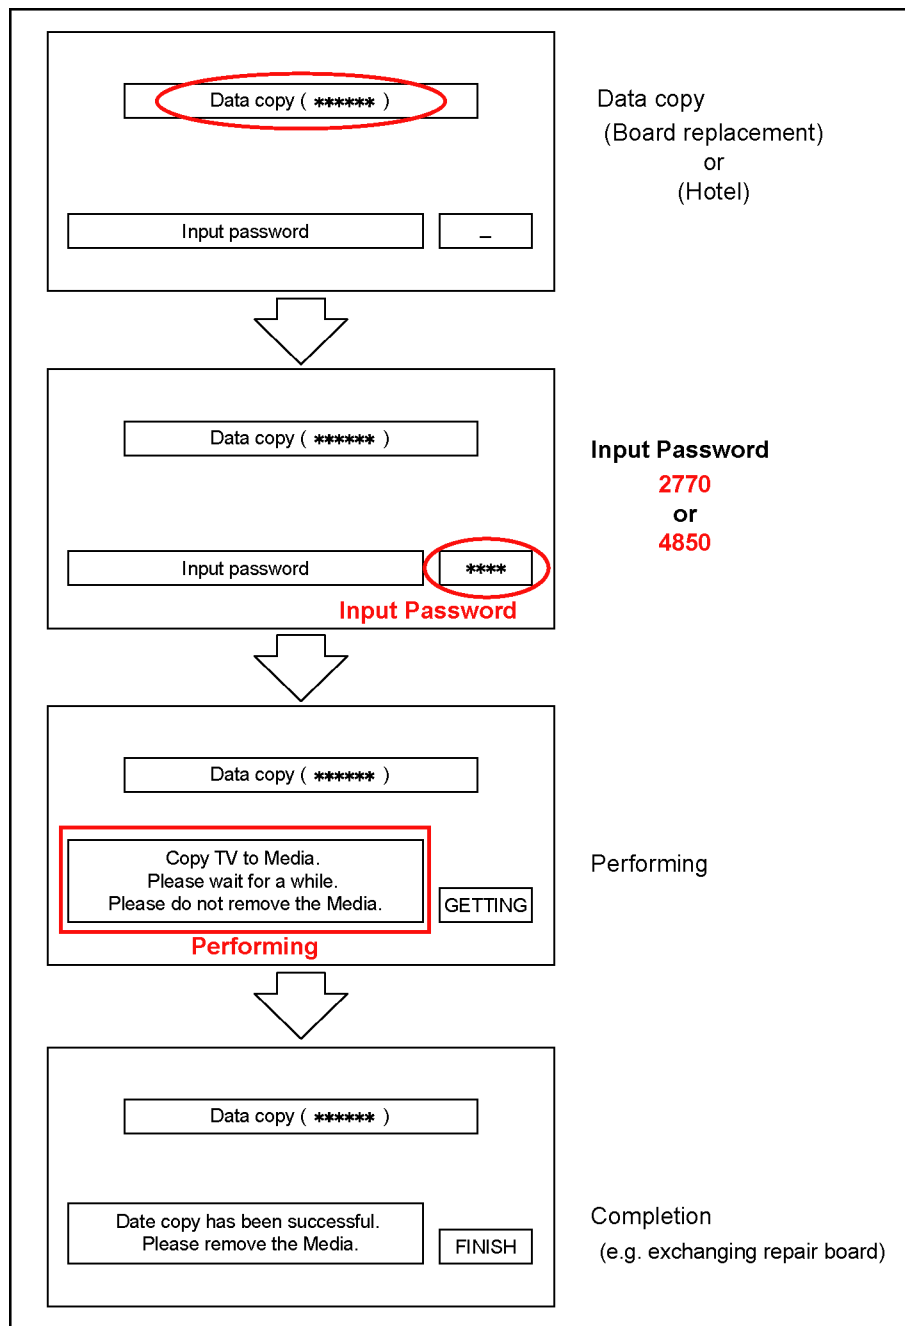 Data copy ( ****** )
Data copy
(Board replacement)
or
(Hotel)
Input password
_
Data copy ( ****** )
Input Password
2770
or
4850
Input password
****
Input Password
Data copy ( ****** )
Copy TV to Media.
Please wait for a while.
Please do not remove the Media.
GETTING
Performing
Performing
Data copy ( ****** )
Date copy has been successful.
Please remove the Media.
FINISH
Completion
(e.g. exchanging repair board)